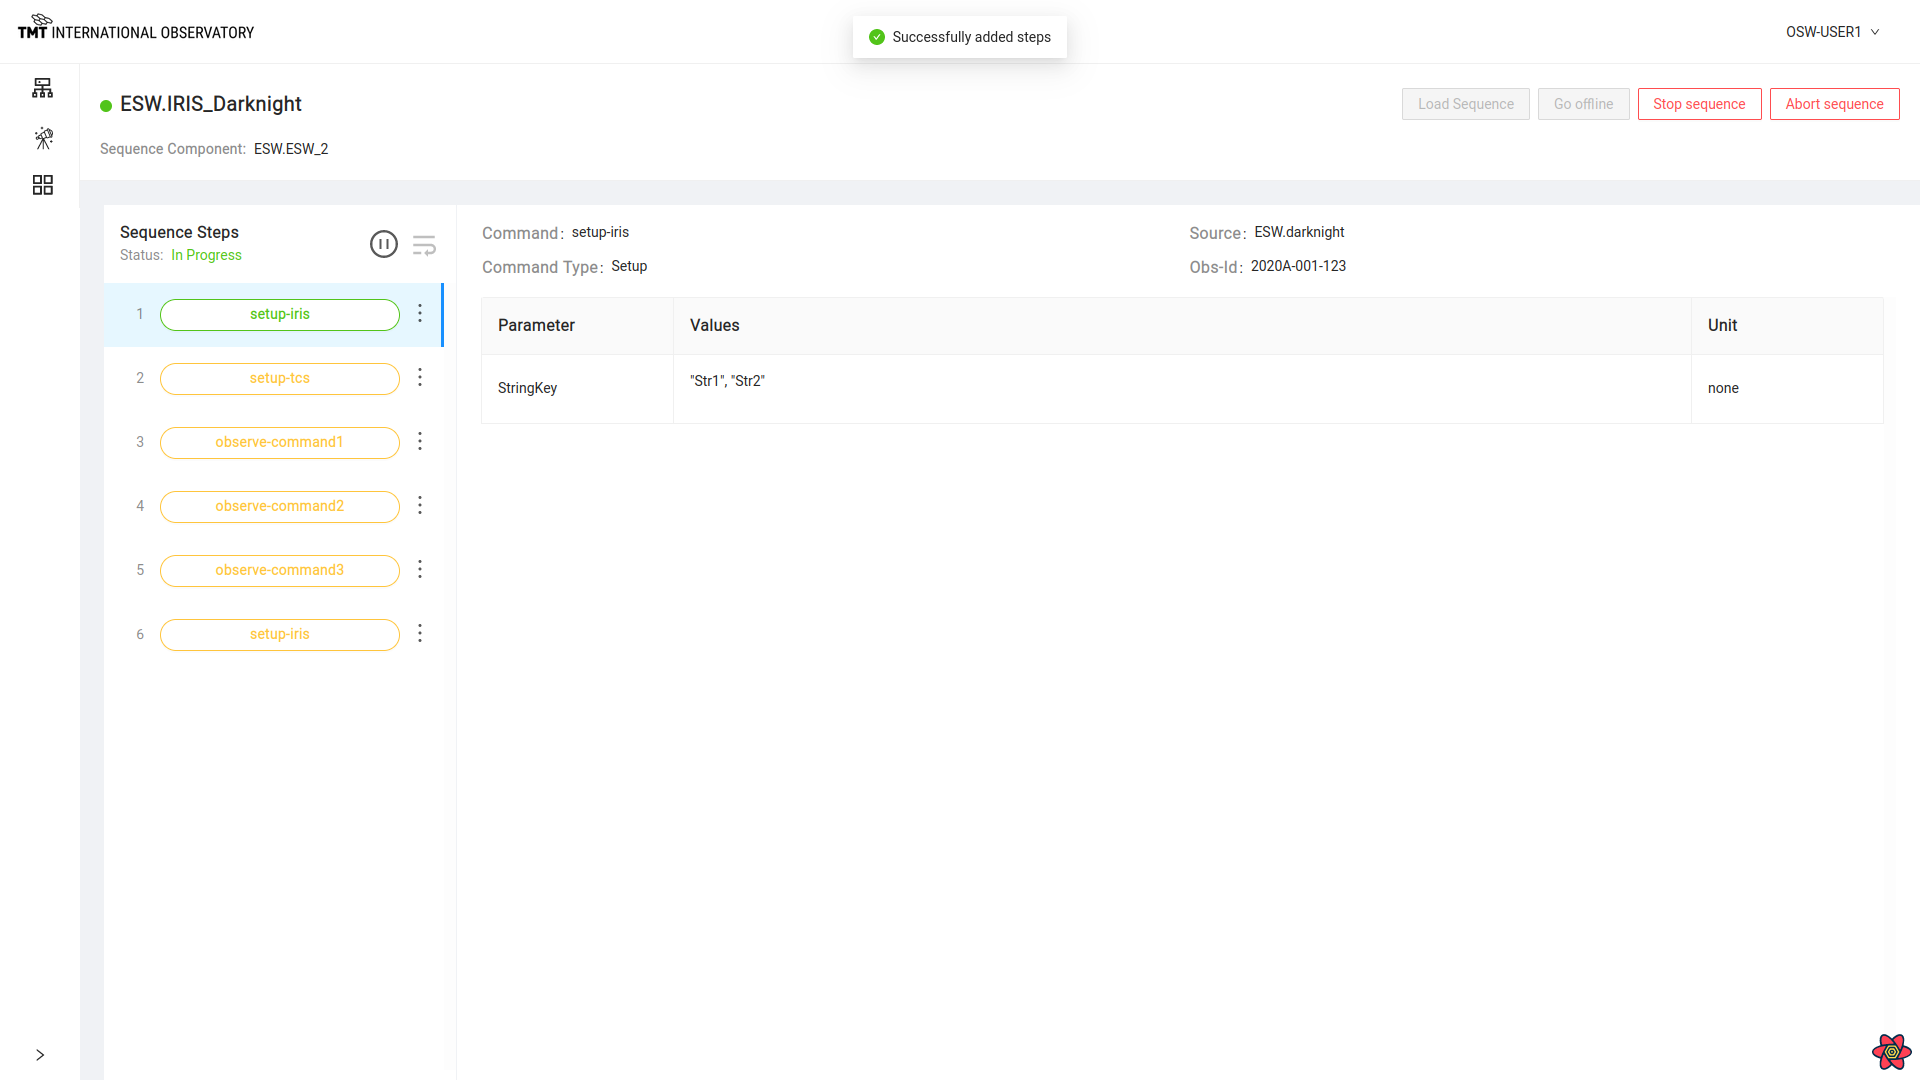 TMT INTERNATIONAL OBSERVATORY
Successfully added steps
OSW-USER1
ESW.IRIS_Darknight
Load Sequence
Go offline
Stop sequence
Abort sequence
Sequence Component: ESW.ESW_2
Sequence Steps
Status: In Progress
1 setup-iris
2 setup-tcs
3 observe-command1
4 observe-command2
5 observe-command3
6 setup-iris
Command: setup-iris
Source: ESW.darknight
Command Type: Setup
Obs-Id: 2020A-001-123
Parameter Values Unit
StringKey "Str1", "Str2" none